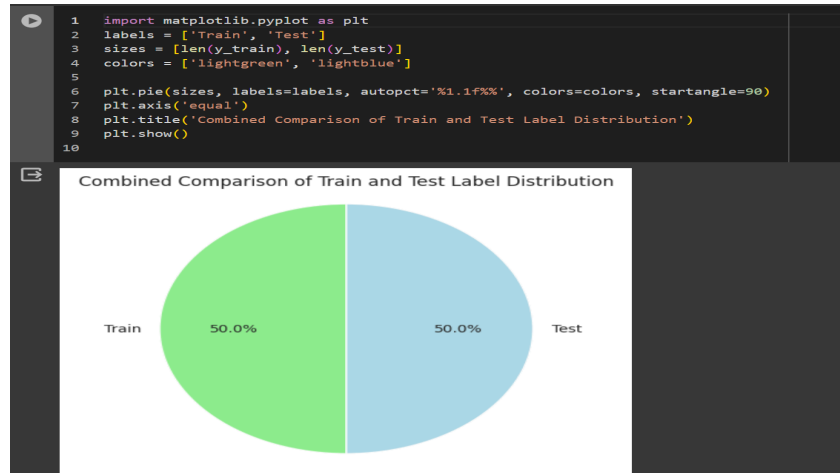 1 import matplotlib.pyplot as plt
2 labels = ['Train', 'Test']
3 sizes = [len(y_train), len(y_test)]
4 colors = ['lightgreen', 'lightblue']
5
6 plt.pie(sizes, labels=labels, autopct='%1.1f%%', colors=colors, startangle=90)
7 plt.axis('equal')
8 plt.title('Combined Comparison of Train and Test Label Distribution')
9 plt.show()
10
Combined Comparison of Train and Test Label Distribution
Train 50.0% 50.0% Test